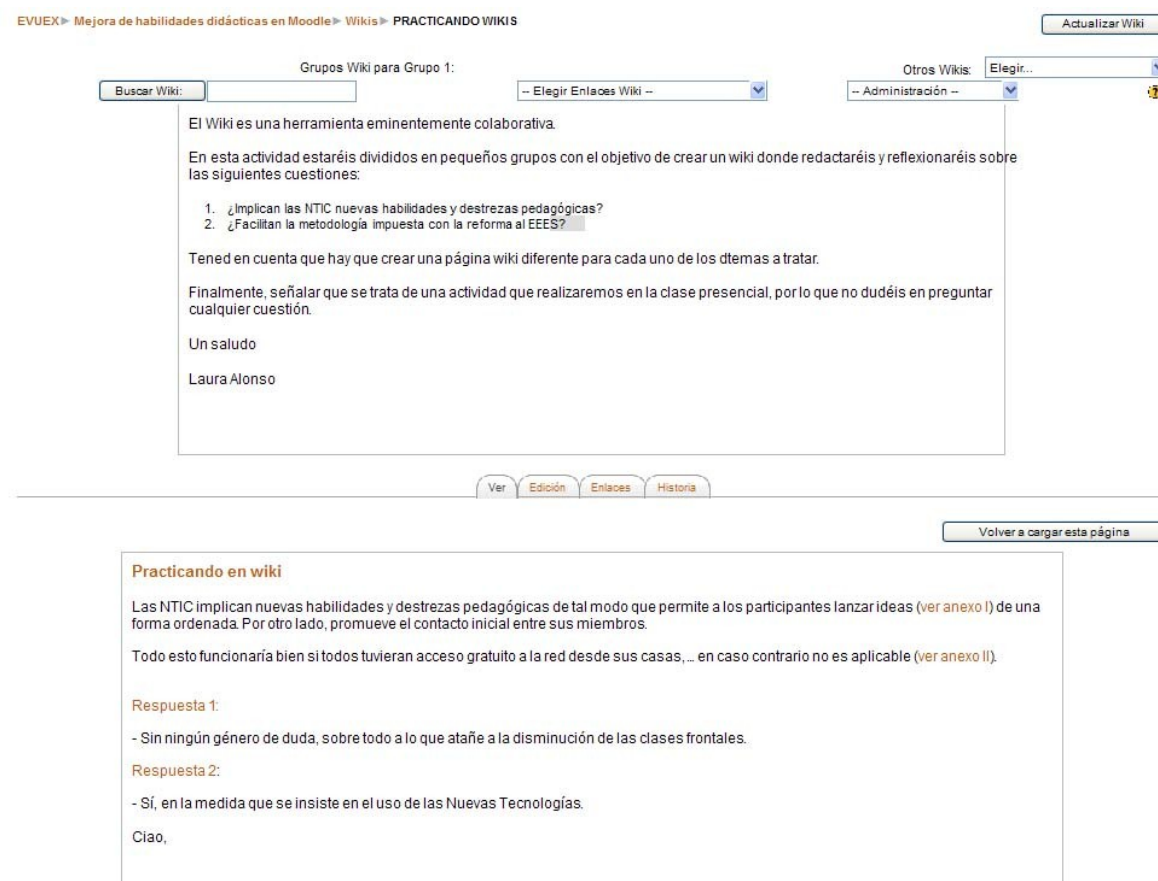 EVUEX ► Mejora de habilidades didácticas en Moodle ► Wikis ► PRACTICANDO WIKIS
Actualizar Wiki
Grupos Wiki para Grupo 1:
Otros Wikis: Elegir...
Buscar Wiki:
-- Elegir Enlaces Wiki --
-- Administración --
El Wiki es una herramienta eminentemente colaborativa.
En esta actividad estaréis divididos en pequeños grupos con el objetivo de crear un wiki donde redactaréis y reflexionaréis sobre
las siguientes cuestiones:
1. ¿Implican las NTIC nuevas habilidades y destrezas pedagógicas?
2. ¿Facilitan la metodología impuesta con la reforma al EEES?
Tened en cuenta que hay que crear una página wiki diferente para cada uno de los dtemas a tratar.
Finalmente, señalar que se trata de una actividad que realizaremos en la clase presencial, por lo que no dudéis en preguntar
cualquier cuestión.
Un saludo
Laura Alonso
Ver Edición Enlaces Historia
Volver a cargar esta página
Practicando en wiki
Las NTIC implican nuevas habilidades y destrezas pedagógicas de tal modo que permite a los participantes lanzar ideas (ver anexo I) de una
forma ordenada. Por otro lado, promueve el contacto inicial entre sus miembros.
Todo esto funcionaría bien si todos tuvieran acceso gratuito a la red desde sus casas,... en caso contrario no es aplicable (ver anexo II).
Respuesta 1:
- Sin ningún género de duda, sobre todo a lo que atañe a la disminución de las clases frontales.
Respuesta 2:
- Sí, en la medida que se insiste en el uso de las Nuevas Tecnologías.
Ciao,